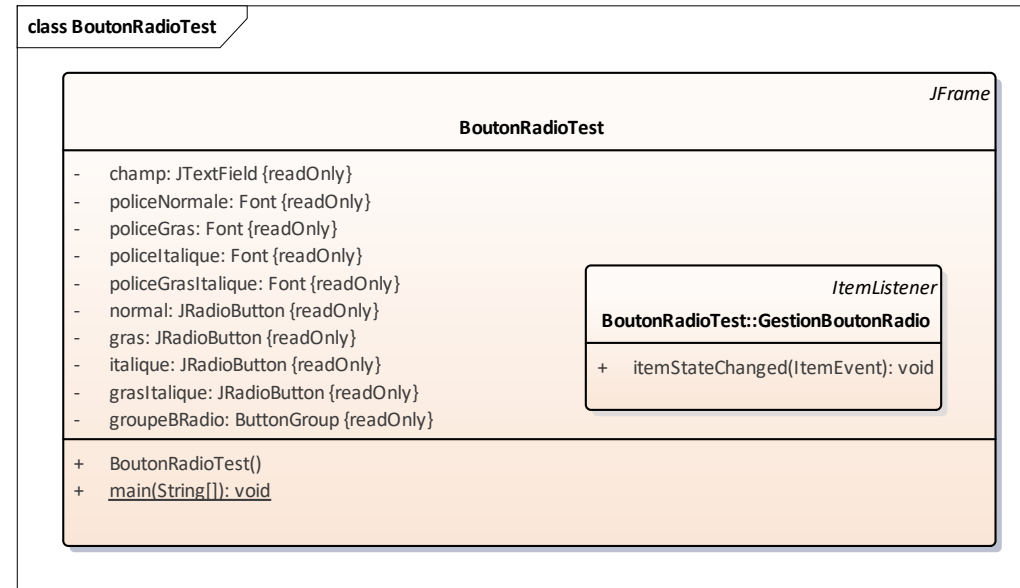 class BoutonRadioTest
JFrame
BoutonRadioTest
- champ: JTextField {readOnly}
- policeNormale: Font {readOnly}
- policeGras: Font {readOnly}
- policeItalique: Font {readOnly}
- policeGrasItalique: Font {readOnly}
- normal: JRadioButton {readOnly}
- gras: JRadioButton {readOnly}
- italique: JRadioButton {readOnly}
- grasItalique: JRadioButton {readOnly}
- groupeBRadio: ButtonGroup {readOnly}
ItemListener
BoutonRadioTest::GestionBoutonRadio
+ itemStateChanged(ItemEvent): void
+ BoutonRadioTest()
+ main(String[]): void